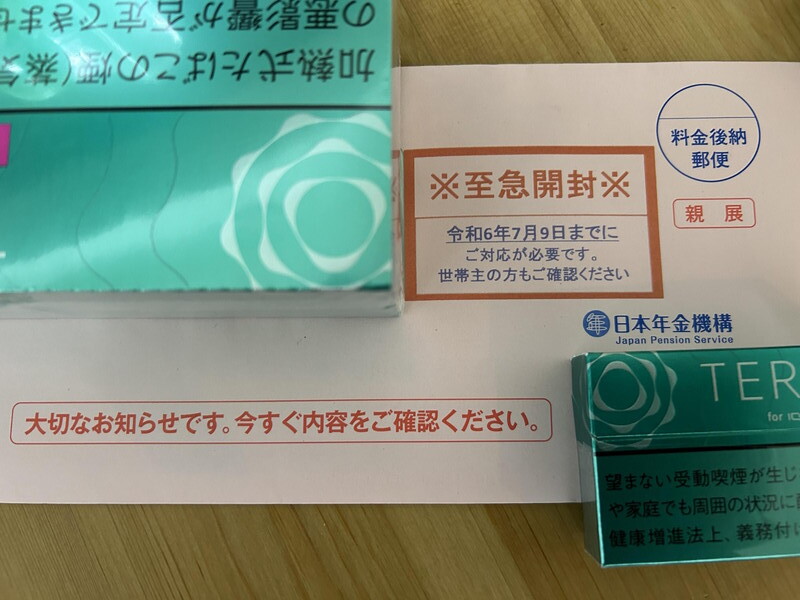 の悪影響が否定できませ
加熱式たばこの煙(蒸気
料金後納
郵便
※至急開封※
親展
令和6年7月9日までに
ご対応が必要です。
世帯主の方もご確認ください
日本年金機構
Japan Pension Service
大切なお知らせです。今すぐ内容をご確認ください。
TER
for
望まない受動喫煙が生じ
や家庭でも周囲の状況に
健康増進法上、義務付け